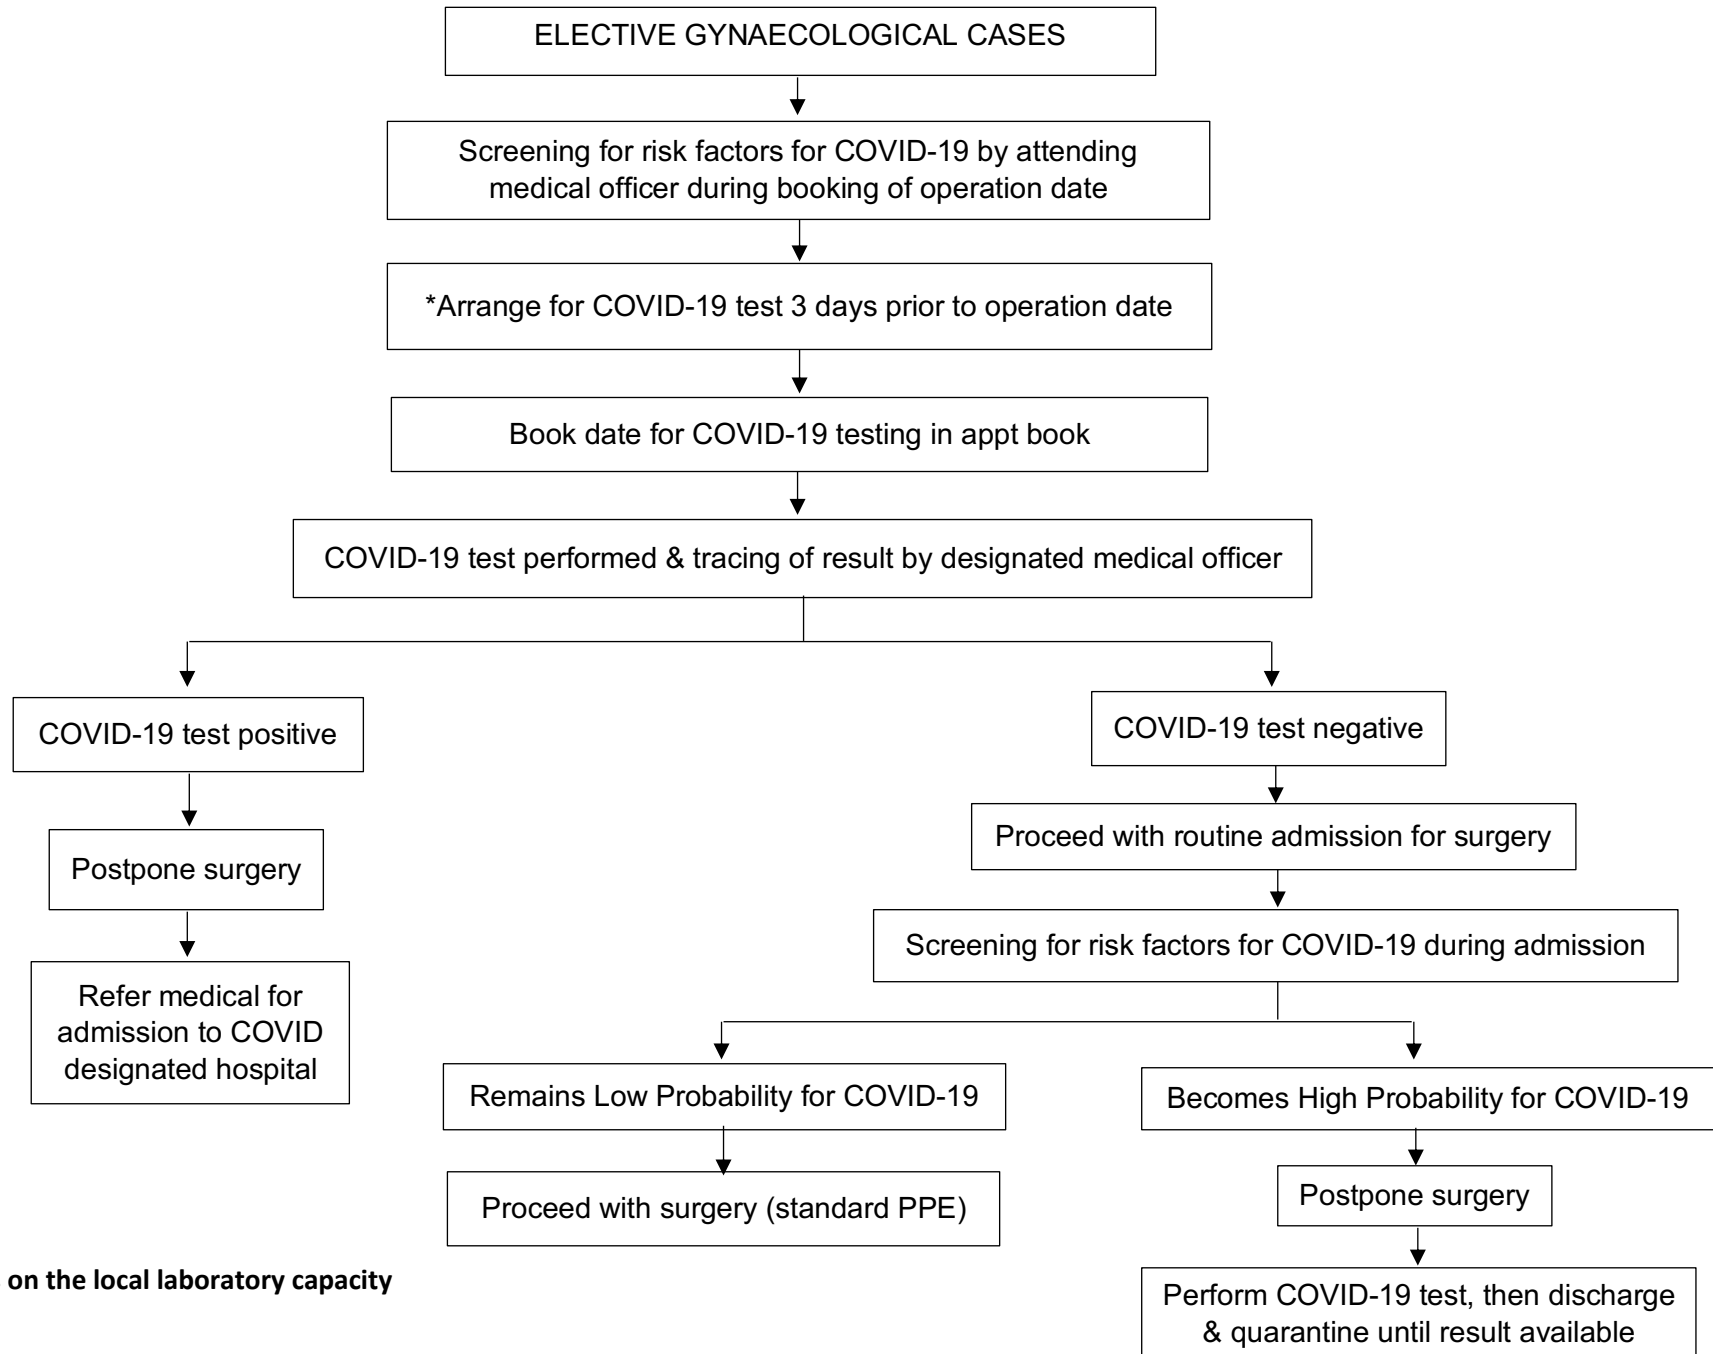 ELECTIVE GYNAECOLOGICAL CASES
Screening for risk factors for COVID-19 by attending
medical officer during booking of operation date
*Arrange for COVID-19 test 3 days prior to operation date
Book date for COVID-19 testing in appt book
COVID-19 test performed & tracing of result by designated medical officer
COVID-19 test positive
Postpone surgery
Refer medical for
admission to COVID
designated hospital
COVID-19 test negative
Proceed with routine admission for surgery
Screening for risk factors for COVID-19 during admission
Remains Low Probability for COVID-19
Proceed with surgery (standard PPE)
Becomes High Probability for COVID-19
Postpone surgery
Perform COVID-19 test, then discharge
& quarantine until result available
on the local laboratory capacity